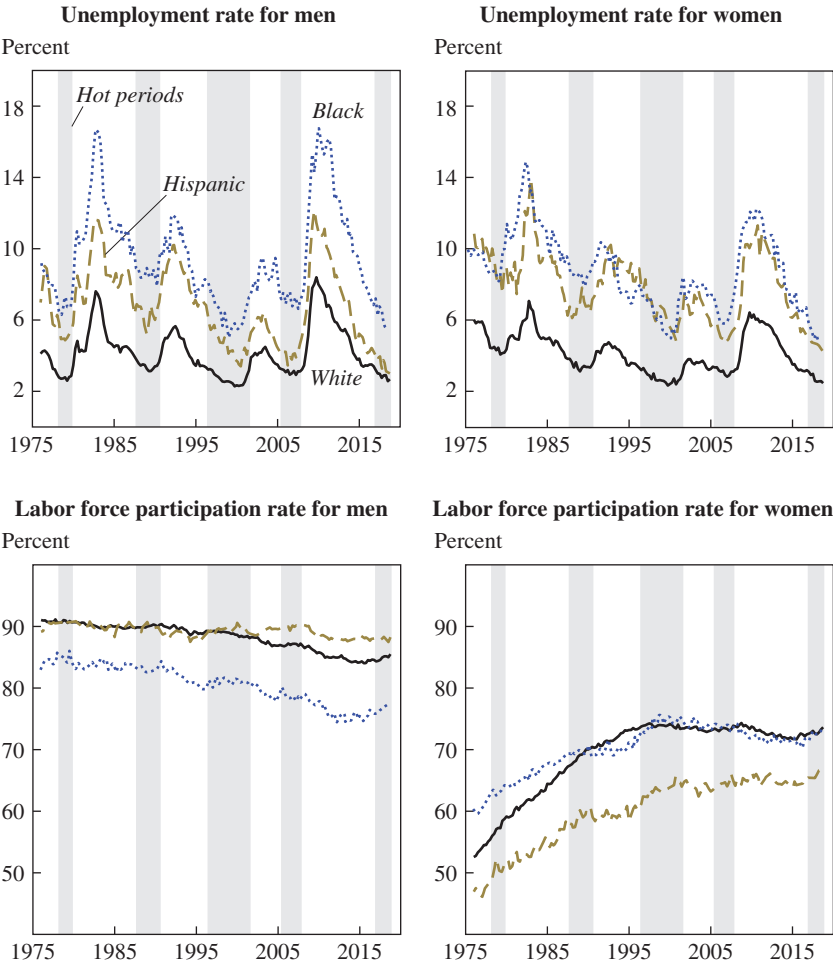 Unemployment rate for men
Percent
18
14
10
6
2
Hot periods
Black
Hispanic
White
1975 1985 1995 2005 2015
Unemployment rate for women
Percent
18
14
10
6
2
1975 1985 1995 2005 2015
Labor force participation rate for men
Percent
90
80
70
60
50
1975 1985 1995 2005 2015
Labor force participation rate for women
Percent
90
80
70
60
50
1975 1985 1995 2005 2015